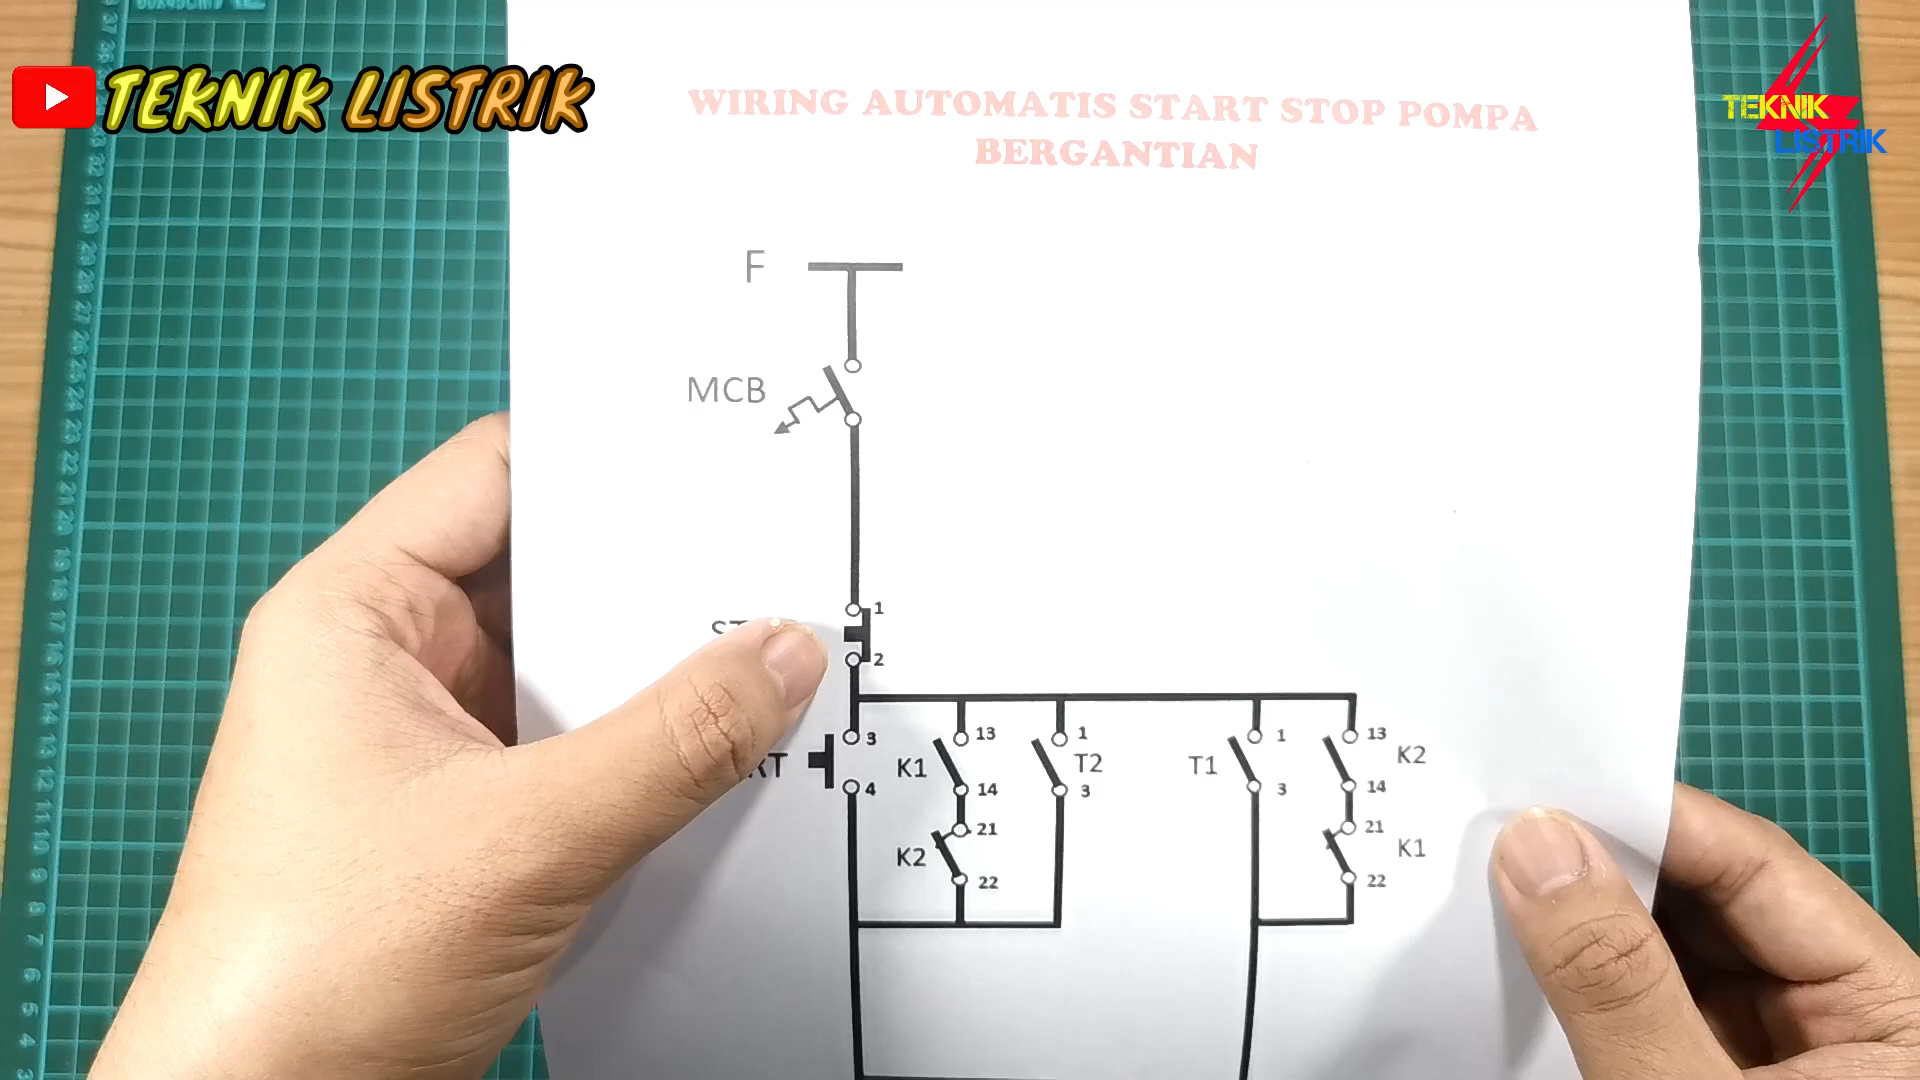 TEKNIK LISTRIK
TEKNIK
LISTRIK
WIRING AUTOMATIS START STOP POMPA
BERGANTIAN
F
MCB
1
2
3
4
K1
13
14
K2
21
22
1
T2
3
T1
1
3
13
K2
14
21
K1
22